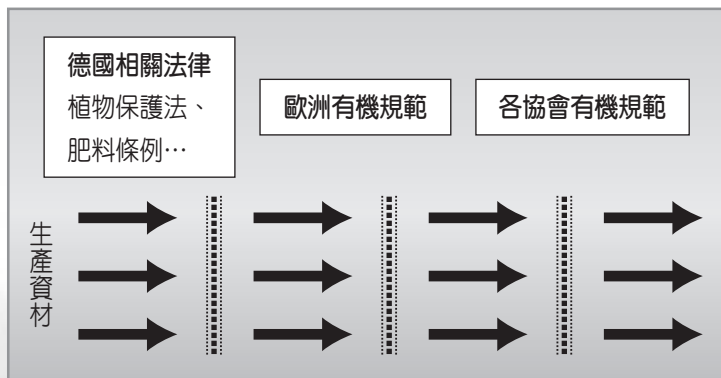 德國相關法律
植物保護法、
肥料條例…
歐洲有機規範
各協會有機規範
生產資材